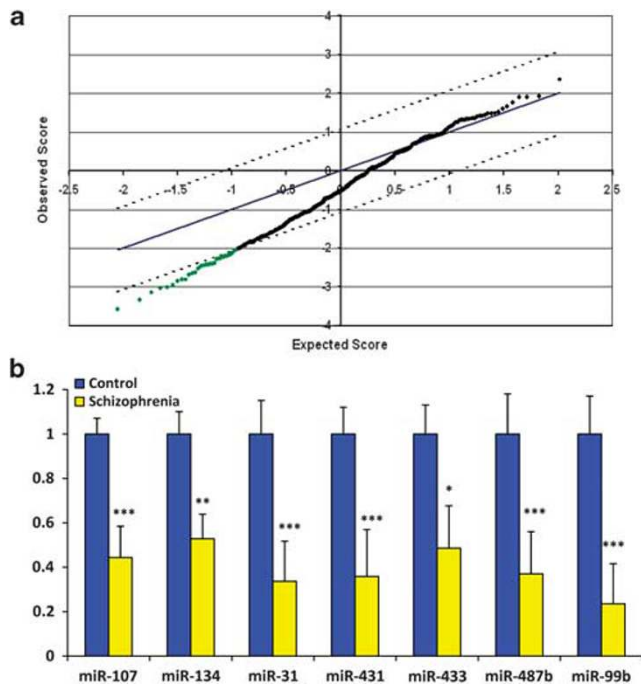 a
4
3
2
1
0
-2.5 -2 -1.5 -1 -0.5 0 0.5 1 1.5 2 2.5
-1
-2
-3
-4
Observed Score
Expected Score
b
1.2
1
0.8
0.6
0.4
0.2
0
Control
Schizophrenia
*** ** *** *** * *** ***
miR-107 miR-134 miR-31 miR-431 miR-433 miR-487b miR-99b